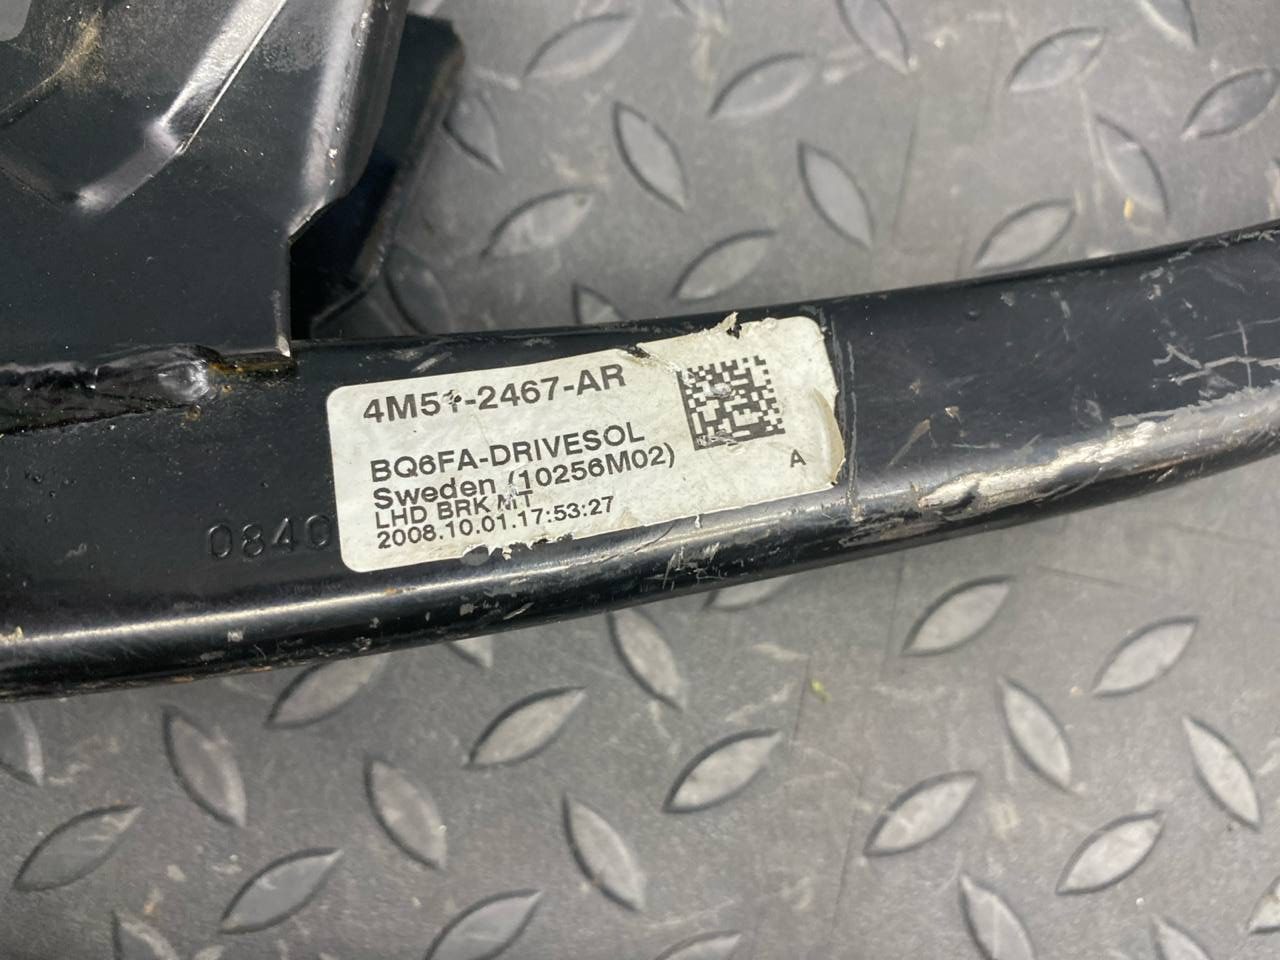 4M51-2467-AR
BQ6FA-DRIVESOL
Sweden (10256M02)
LHD BRK MT
2008.10.01.17:53:27
A
0840